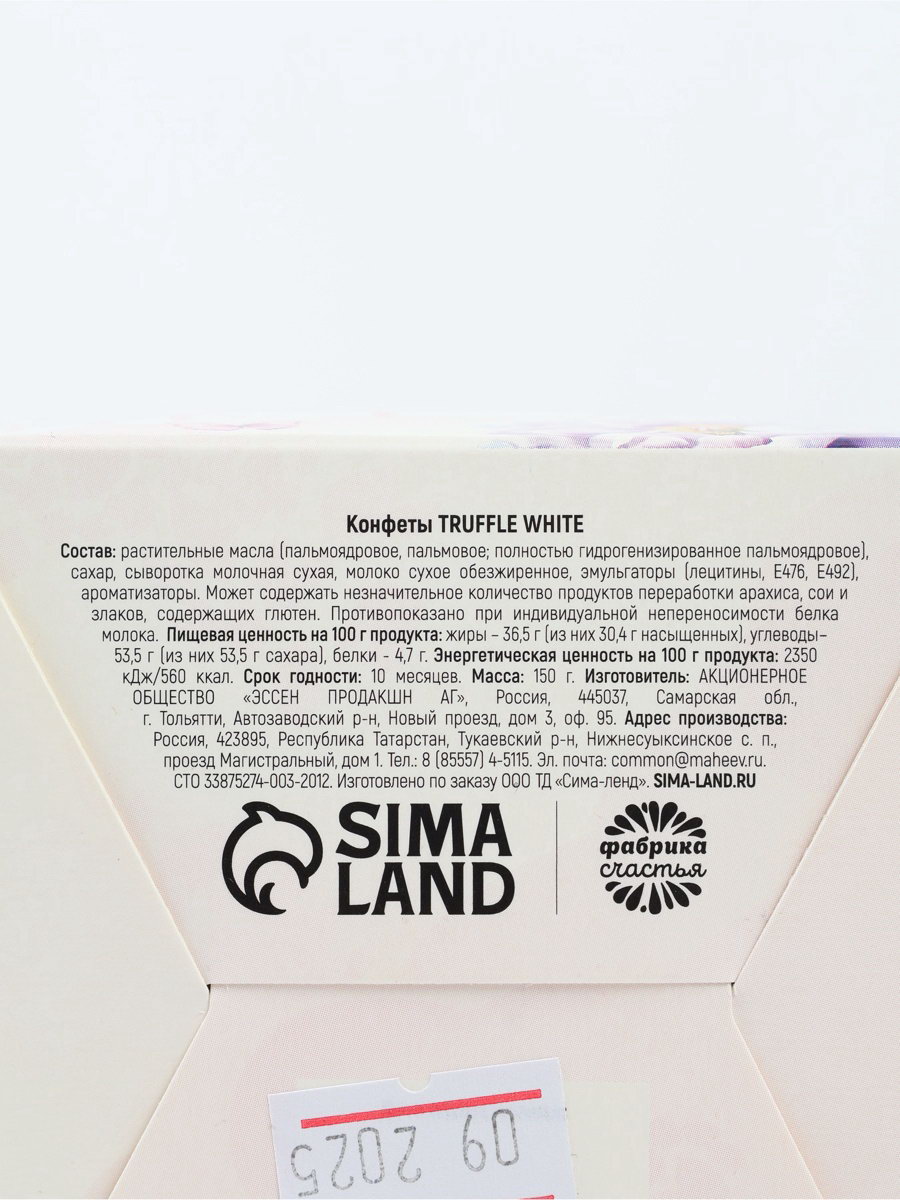 Конфеты TRUFFLE WHITE
Состав: растительные масла (пальмоядровое, пальмовое; полностью гидрогенизированное пальмоядровое),
сахар, сыворотка молочная сухая, молоко сухое обезжиренное, эмульгаторы (лецитины, Е476, Е492),
ароматизаторы. Может содержать незначительное количество продуктов переработки арахиса, сои и
злаков, содержащих глютен. Противопоказано при индивидуальной непереносимости белка
молока. Пищевая ценность на 100 г продукта: жиры – 36,5 г (из них 30,4 г насыщенных), углеводы–
53,5 г (из них 53,5 г сахара), белки - 4,7 г. Энергетическая ценность на 100 г продукта: 2350
кДж/560 ккал. Срок годности: 10 месяцев. Масса: 150 г. Изготовитель: АКЦИОНЕРНОЕ
ОБЩЕСТВО «ЭССЕН ПРОДАКШН АГ», Россия, 445037, Самарская обл.,
г. Тольятти, Автозаводский р-н, Новый проезд, дом 3, оф. 95. Адрес производства:
Россия, 423895, Республика Татарстан, Тукаевский р-н, Нижнесуыксинское с. п.,
проезд Магистральный, дом 1. Тел.: 8 (85557) 4-5115. Эл. почта: common@maheev.ru.
СТО 33875274-003-2012. Изготовлено по заказу ООО ТД «Сима-ленд». SIMA-LAND.RU
SIMA
LAND
фабрика
счастья
09 2025